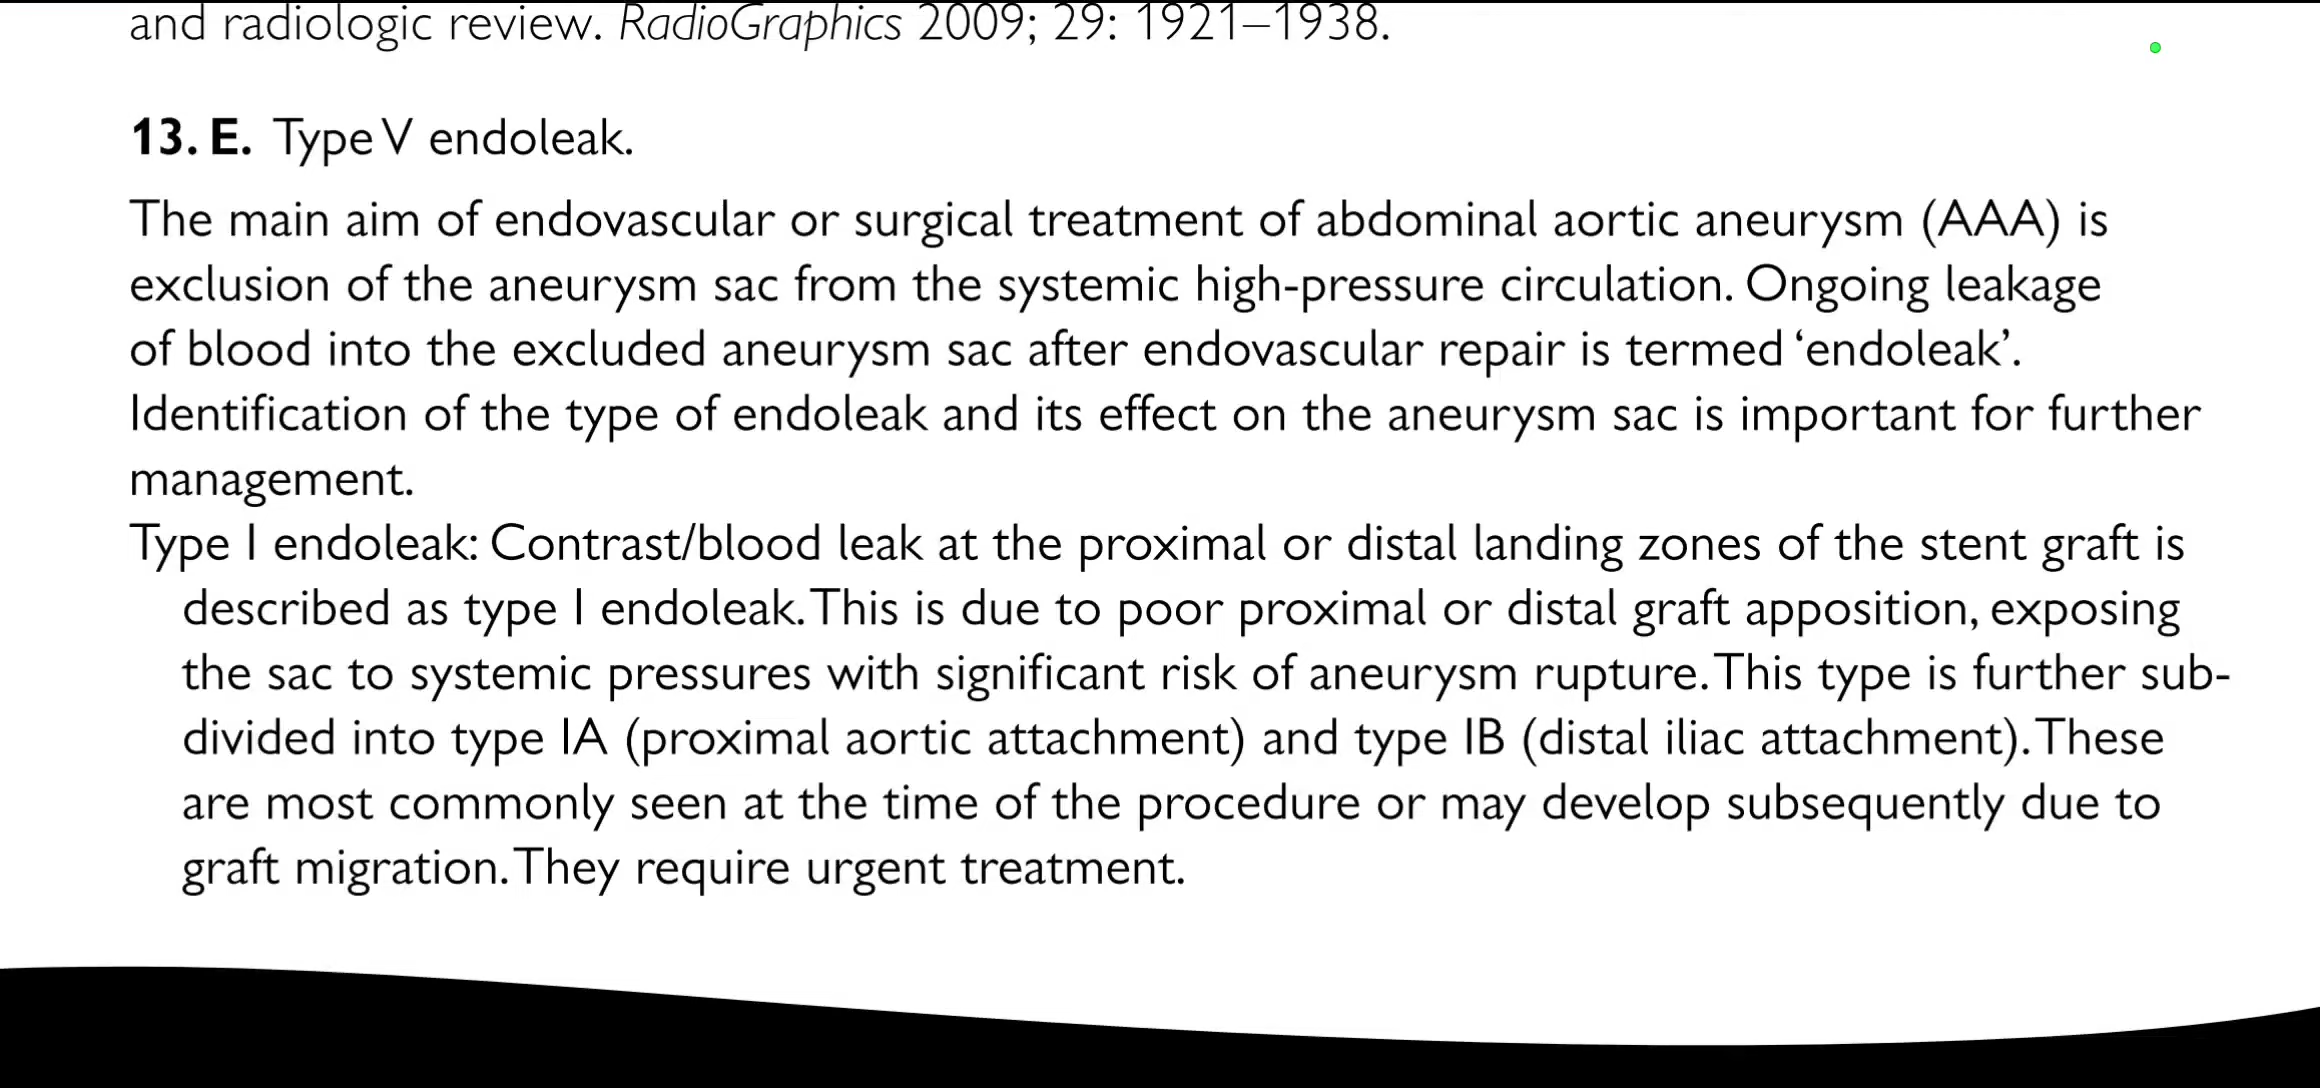 and radiologic review. RadioGraphics 2009; 29: 1921–1938.
13. E. Type V endoleak.
The main aim of endovascular or surgical treatment of abdominal aortic aneurysm (AAA) is
exclusion of the aneurysm sac from the systemic high-pressure circulation. Ongoing leakage
of blood into the excluded aneurysm sac after endovascular repair is termed ‘endoleak’.
Identification of the type of endoleak and its effect on the aneurysm sac is important for further
management.
Type I endoleak: Contrast/blood leak at the proximal or distal landing zones of the stent graft is
described as type I endoleak. This is due to poor proximal or distal graft apposition, exposing
the sac to systemic pressures with significant risk of aneurysm rupture. This type is further sub-
divided into type IA (proximal aortic attachment) and type IB (distal iliac attachment). These
are most commonly seen at the time of the procedure or may develop subsequently due to
graft migration. They require urgent treatment.